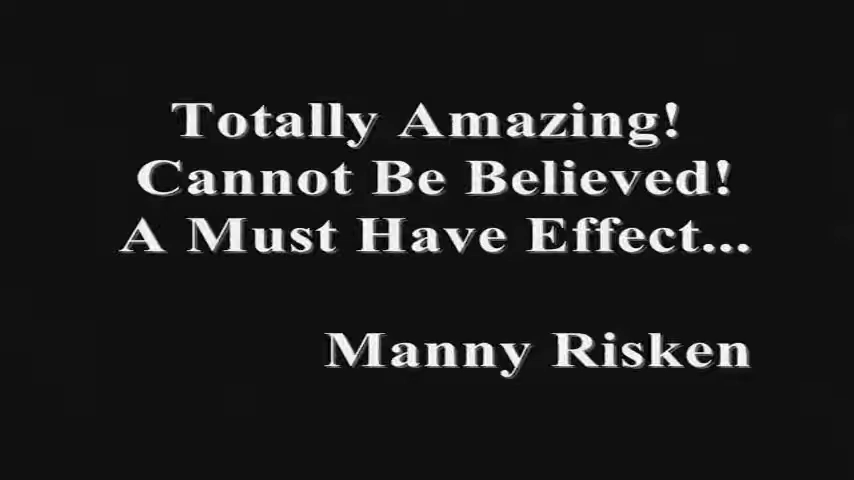 Totally Amazing!
Cannot Be Believed!
A Must Have Effect...
Manny Risken